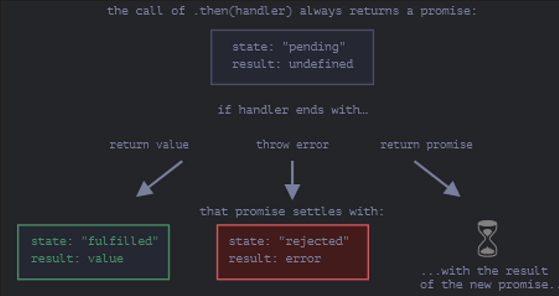 the call of .then(handler) always returns a promise:
state: "pending"
result: undefined
if handler ends with…
return value throw error return promise
that promise settles with:
state: "fulfilled"
result: value
state: "rejected"
result: error
...with the result
of the new promise…